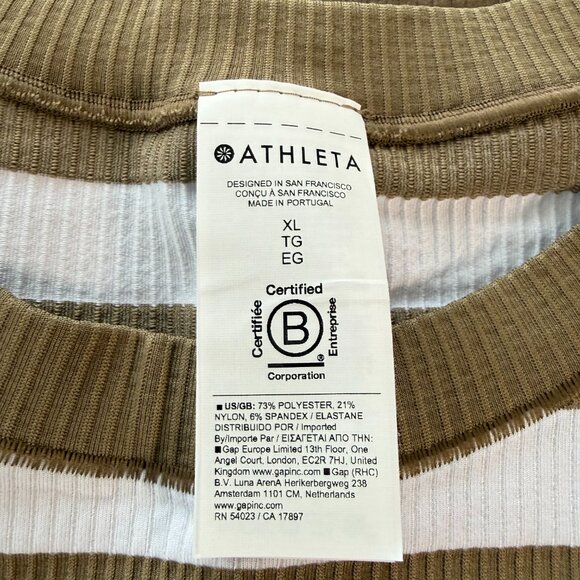 ATHLETA
DESIGNED IN SAN FRANCISCO
CONÇU À SAN FRANCISCO
MADE IN PORTUGAL
XL
TG
EG
Certified
Certifiée
B
®
Entreprise
Corporation
■ US/GB: 73% POLYESTER, 21%
NYLON, 6% SPANDEX / ELASTANE
DISTRIBUIDO POR / Imported
By/Importe Par / ΕΙΣΑΓΕΤΑΙ ΑΠΟ ΤΗΝ:
■ Gap Europe Limited 13th Floor, One
Angel Court, London, EC2R 7HJ, United
Kingdom www.gapinc.com ■ Gap (RHC)
B.V. Luna ArenA Herikerbergweg 238
Amsterdam 1101 CM, Netherlands
www.gapinc.com
RN 54023 / CA 17897